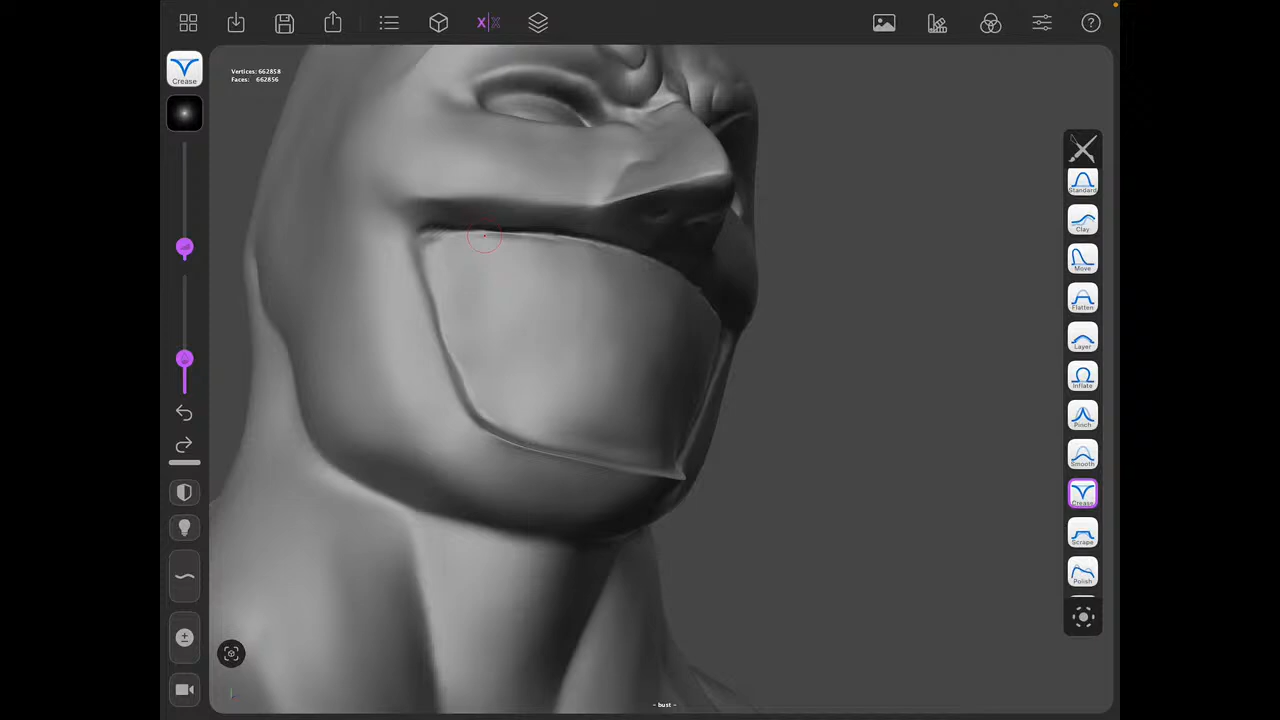 Crease
Vertices: 662858
Faces: 662856
Standard
Clay
Move
Flatten
Layer
Inflate
Pinch
Smooth
Crease
Scrape
Polish
~ bust ~